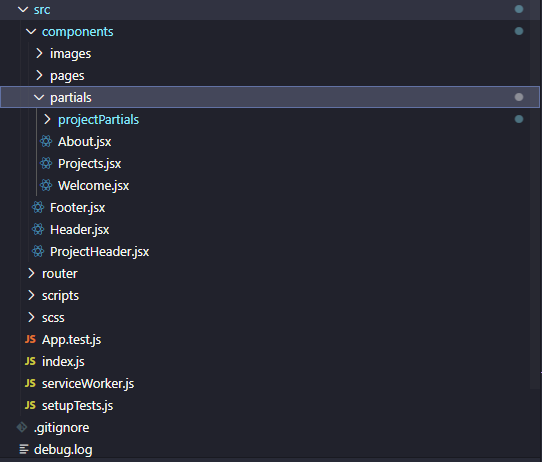 src
components
images
pages
partials
projectPartials
About.jsx
Projects.jsx
Welcome.jsx
Footer.jsx
Header.jsx
ProjectHeader.jsx
router
scripts
scss
JS App.test.js
JS index.js
JS serviceWorker.js
JS setupTests.js
.gitignore
debug.log